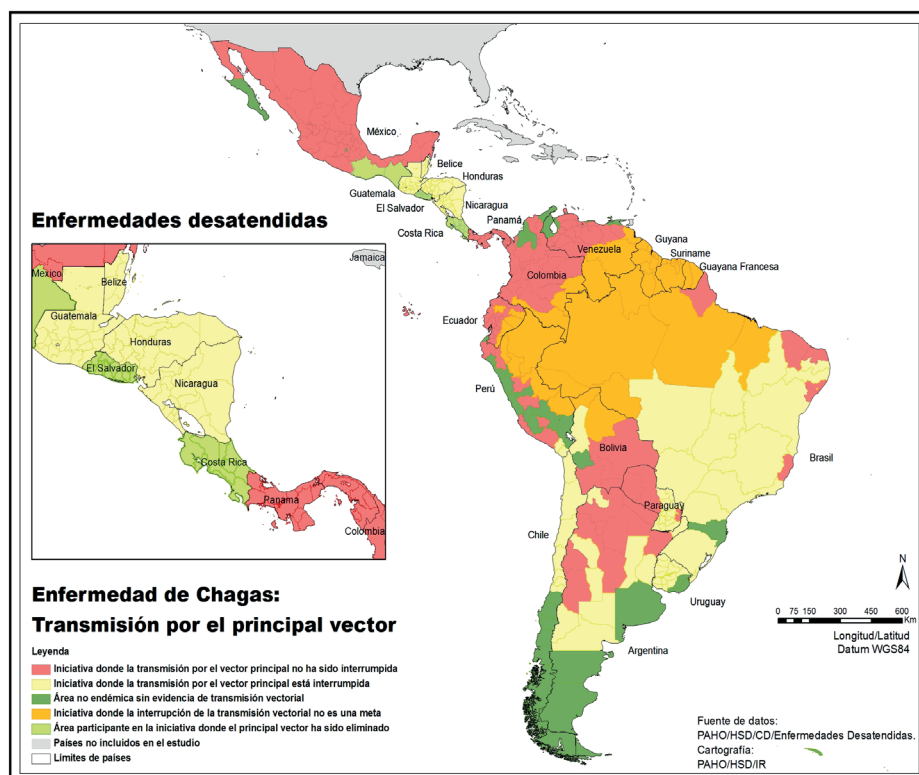 México
Belice
Honduras
Guatemala
El Salvador
Nicaragua
Costa Rica
Panamá
Venezuela
Guyana
Suriname
Guayana Francesa
Colombia
Ecuador
Perú
Bolivia
Brasil
Paraguay
Chile
Uruguay
Argentina
Enfermedades desatendidas
Jamaica
México
Belize
Guatemala
Honduras
El Salvador
Nicaragua
Costa Rica
Panama
Colombia
Enfermedad de Chagas:
Transmisión por el principal vector
Leyenda
Iniciativa donde la transmisión por el vector principal no ha sido interrumpida
Iniciativa donde la transmisión por el vector principal está interrumpida
Área no endémica sin evidencia de transmisión vectorial
Iniciativa donde la interrupción de la transmisión vectorial no es una meta
Área participante en la iniciativa donde el principal vector ha sido eliminado
Países no incluidos en el estudio
Límites de países
N
0 75 150 300 450 600
Km
Longitud/Latitud
Datum WGS84
Fuente de datos:
PAHO/HSD/CD/Enfermedades Desatendidas.
Cartografía:
PAHO/HSD/IR